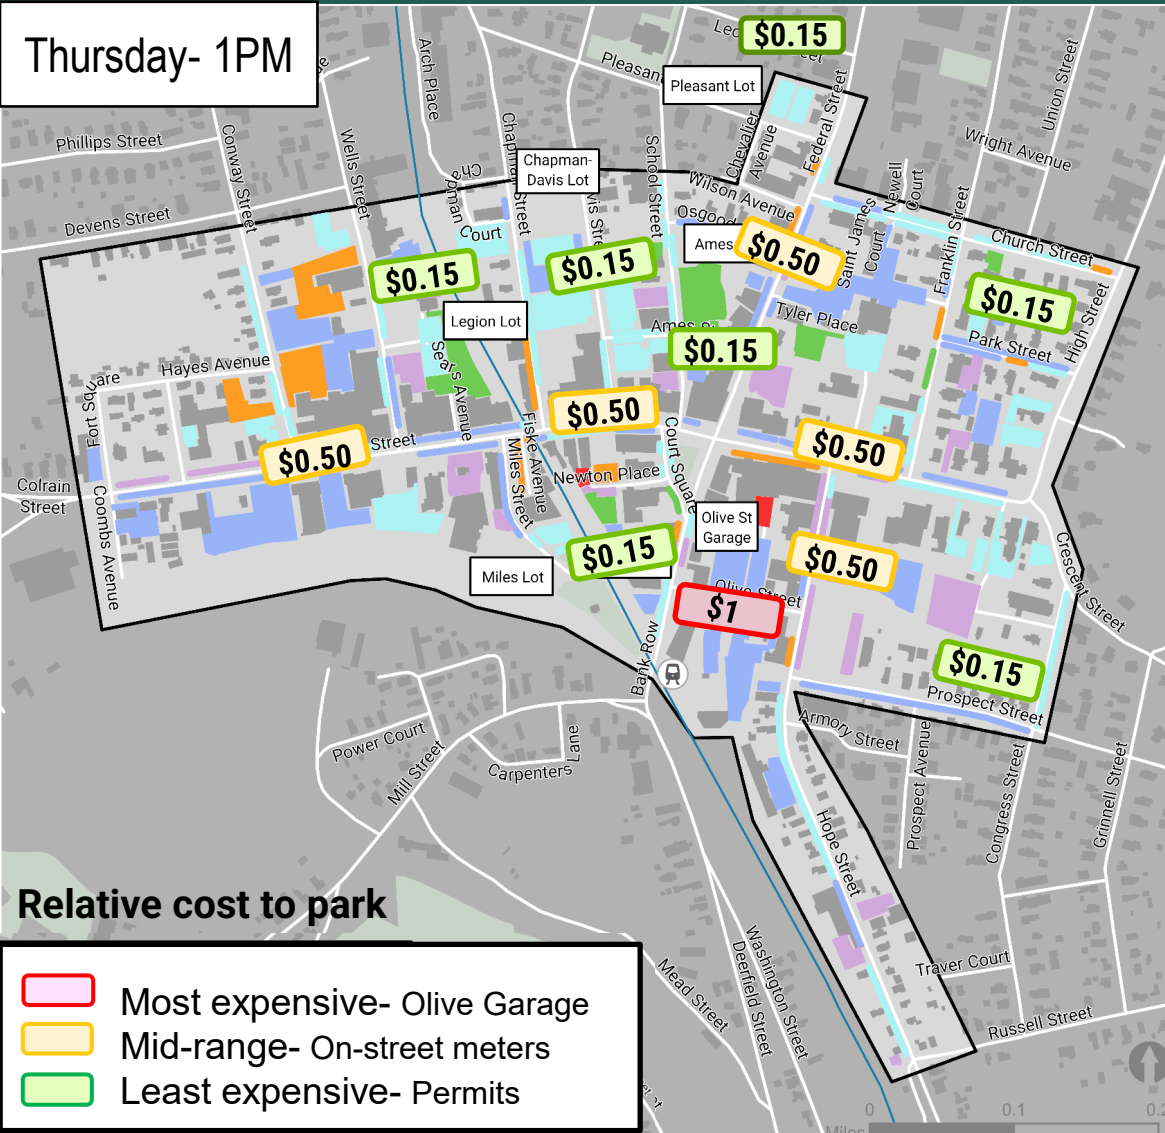 Thursday- 1PM
$0.15
Pleasant
Pleasant Lot
Arch Place
Union Street
Phillips Street
Conway Street
Wells Street
Chapman-
Davis Lot
School Street
Chevalier
Avenue
Federal Street
Wright Avenue
Newell
Court
Devens Street
Court
Wilson Avenue
Osgood
Ames
$0.50
Saint James
Court
Franklin Street
Church Street
$0.15
$0.15
$0.15
Legion Lot
Tyler Place
High Street
Park Street
$0.15
Hayes Avenue
Sears Avenue
Fort Square
$0.50
$0.50
Street
$0.50
Fiske Avenue
Miles Street
Newton Place
Court Square
Colrain
Street
Coombs Avenue
Olive St
Garage
$0.15
$0.50
Miles Lot
Olive Street
$1
Crescent Street
Bank Row
$0.15
Prospect Street
Armory Street
Power Court
Mill Street
Carpenters Lane
Prospect Avenue
Congress Street
Grinnell Street
Hope Street
Relative cost to park
Most expensive- Olive Garage
Mid-range- On-street meters
Least expensive- Permits
Mead Street
Deerfield Street
Washington Street
Traver Court
Russell Street
0
0.1
Miles